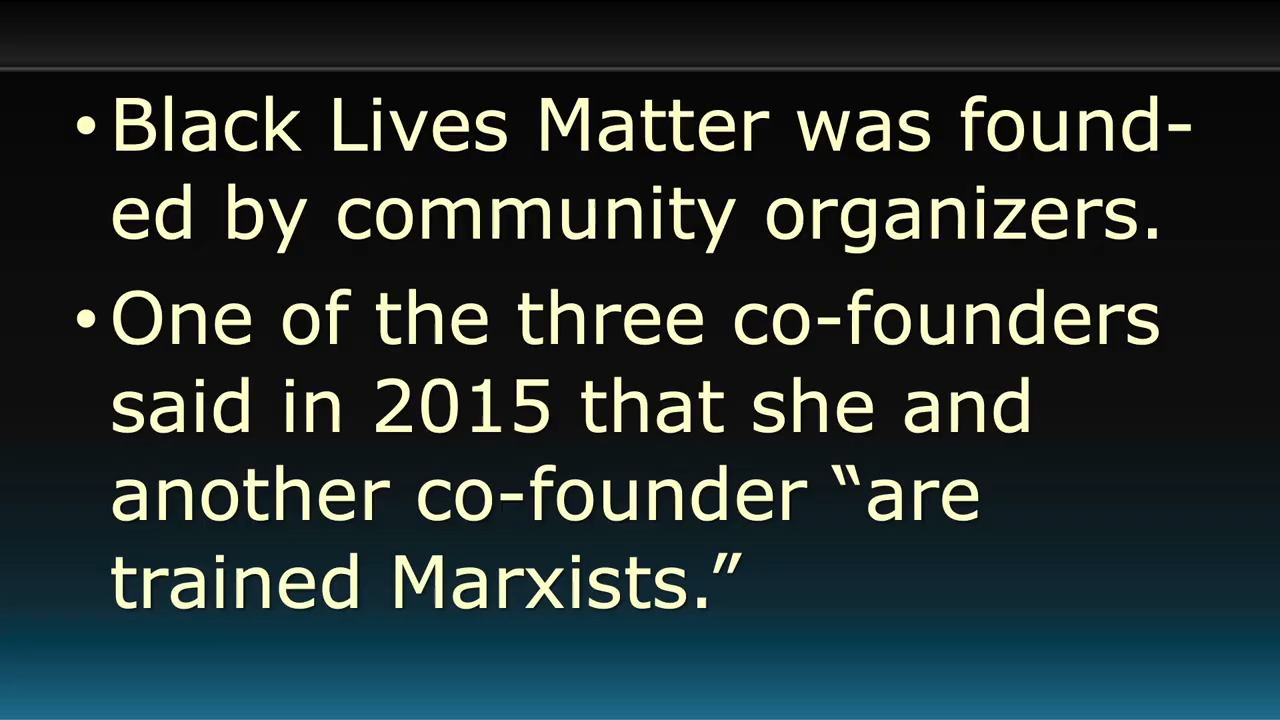 • Black Lives Matter was found-
ed by community organizers.
• One of the three co-founders
said in 2015 that she and
another co-founder “are
trained Marxists.”